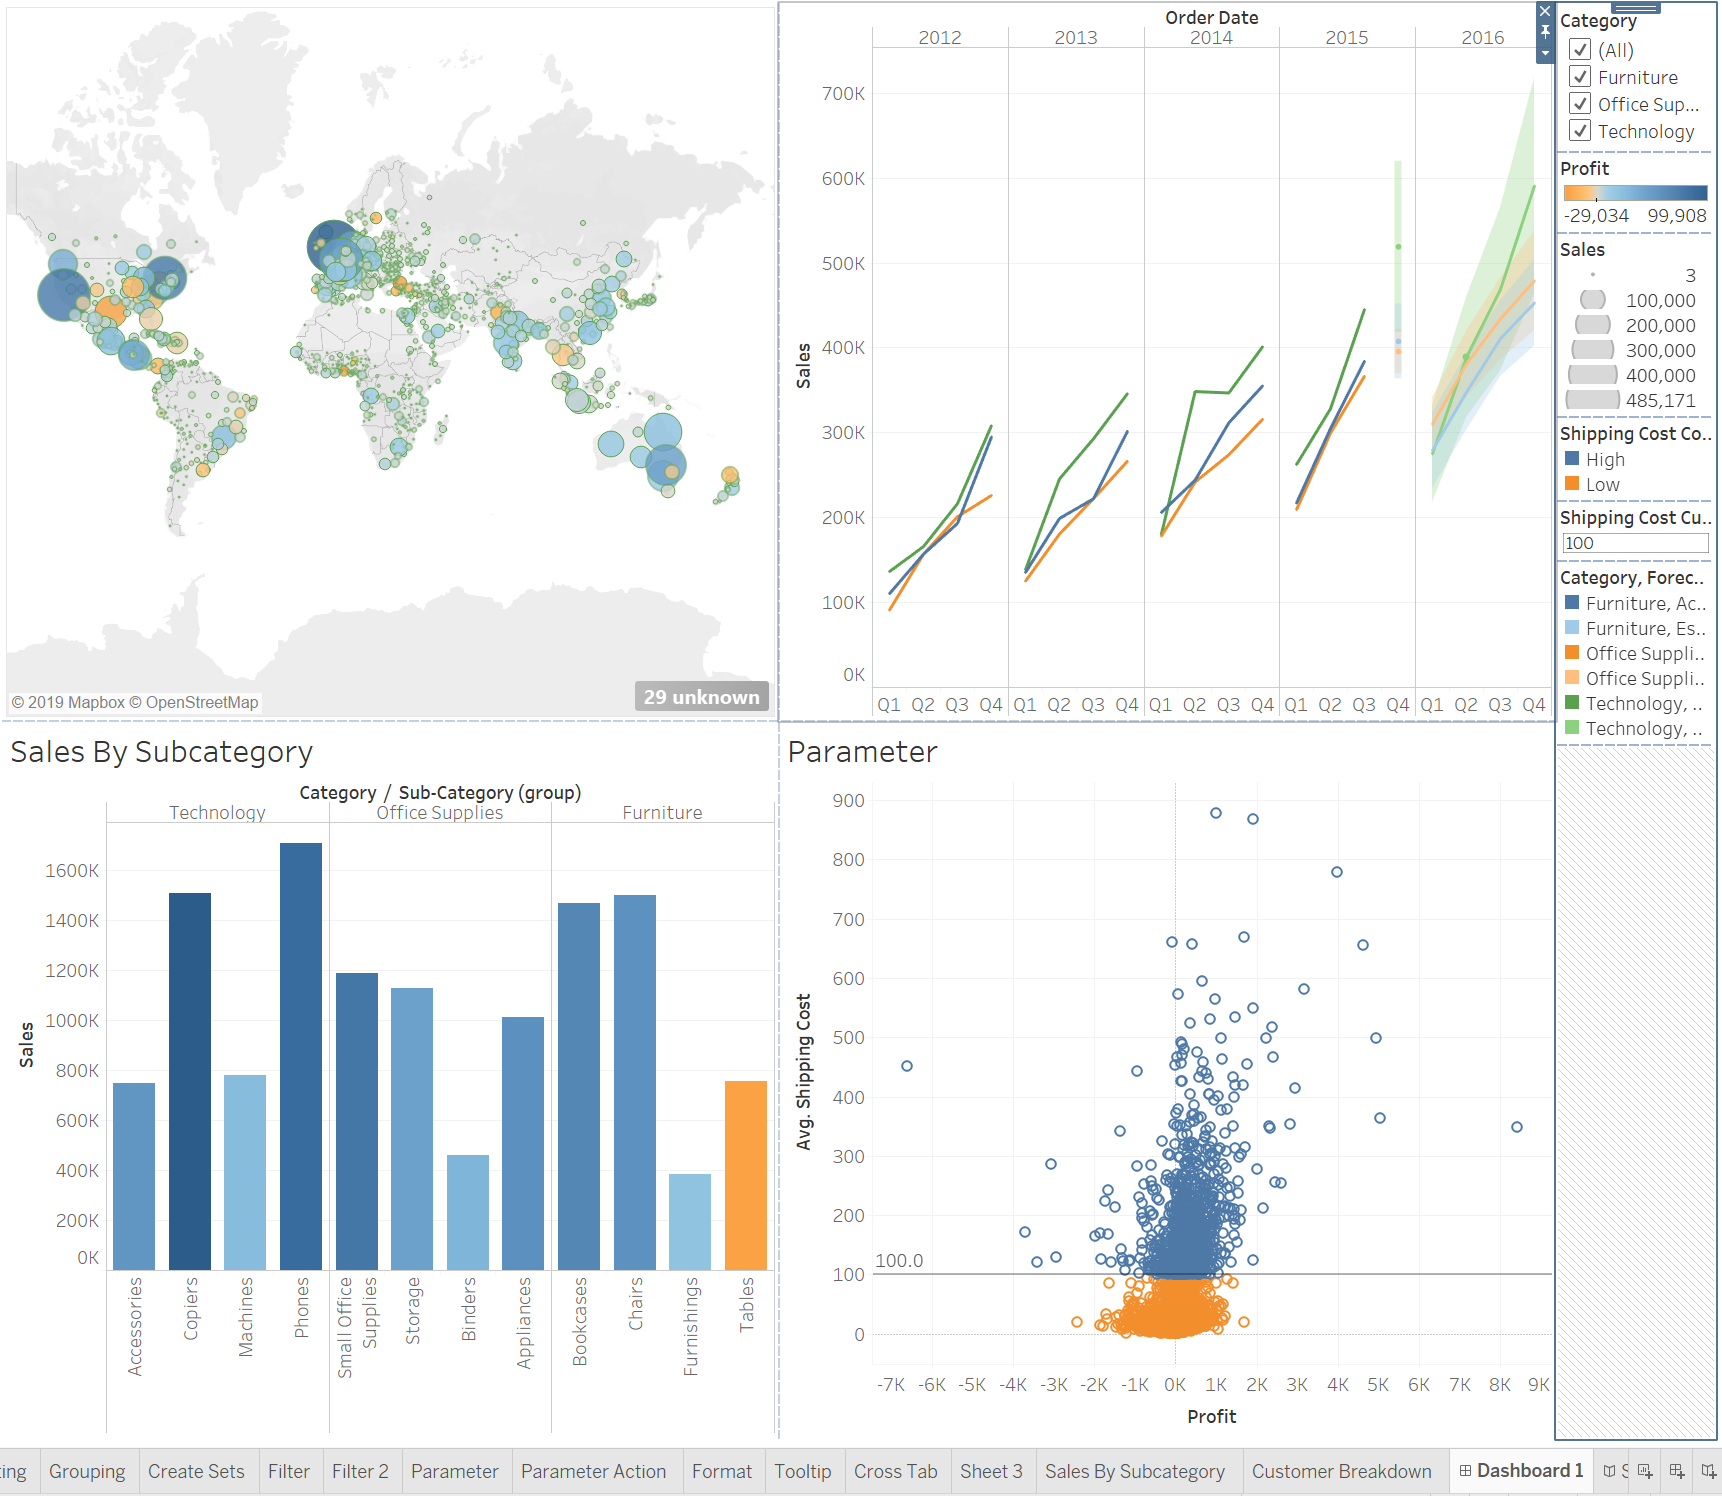 © 2019 Mapbox © OpenStreetMap
29 unknown
Order Date
2012 2013 2014 2015 2016
Sales
700K
600K
500K
400K
300K
200K
100K
0K
Q1 Q2 Q3 Q4 Q1 Q2 Q3 Q4 Q1 Q2 Q3 Q4 Q1 Q2 Q3 Q4 Q1 Q2 Q3 Q4
Category
(All)
Furniture
Office Sup...
Technology
Profit
-29,034 99,908
Sales
3
100,000
200,000
300,000
400,000
485,171
Shipping Cost Co..
High
Low
Shipping Cost Cu..
100
Category, Forec..
Furniture, Ac..
Furniture, Es..
Office Suppli..
Office Suppli..
Technology, ..
Technology, ..
Sales By Subcategory
Category / Sub-Category (group)
Technology Office Supplies Furniture
Sales
1600K
1400K
1200K
1000K
800K
600K
400K
200K
0K
Accessories
Copiers
Machines
Phones
Small Office
Supplies
Storage
Binders
Appliances
Bookcases
Chairs
Furnishings
Tables
Parameter
Avg. Shipping Cost
900
800
700
600
500
400
300
200
100
0
100.0
-7K -6K -5K -4K -3K -2K -1K 0K 1K 2K 3K 4K 5K 6K 7K 8K 9K
Profit
ing Grouping Create Sets Filter Filter 2 Parameter Parameter Action Format Tooltip Cross Tab Sheet 3 Sales By Subcategory Customer Breakdown Dashboard 1 S